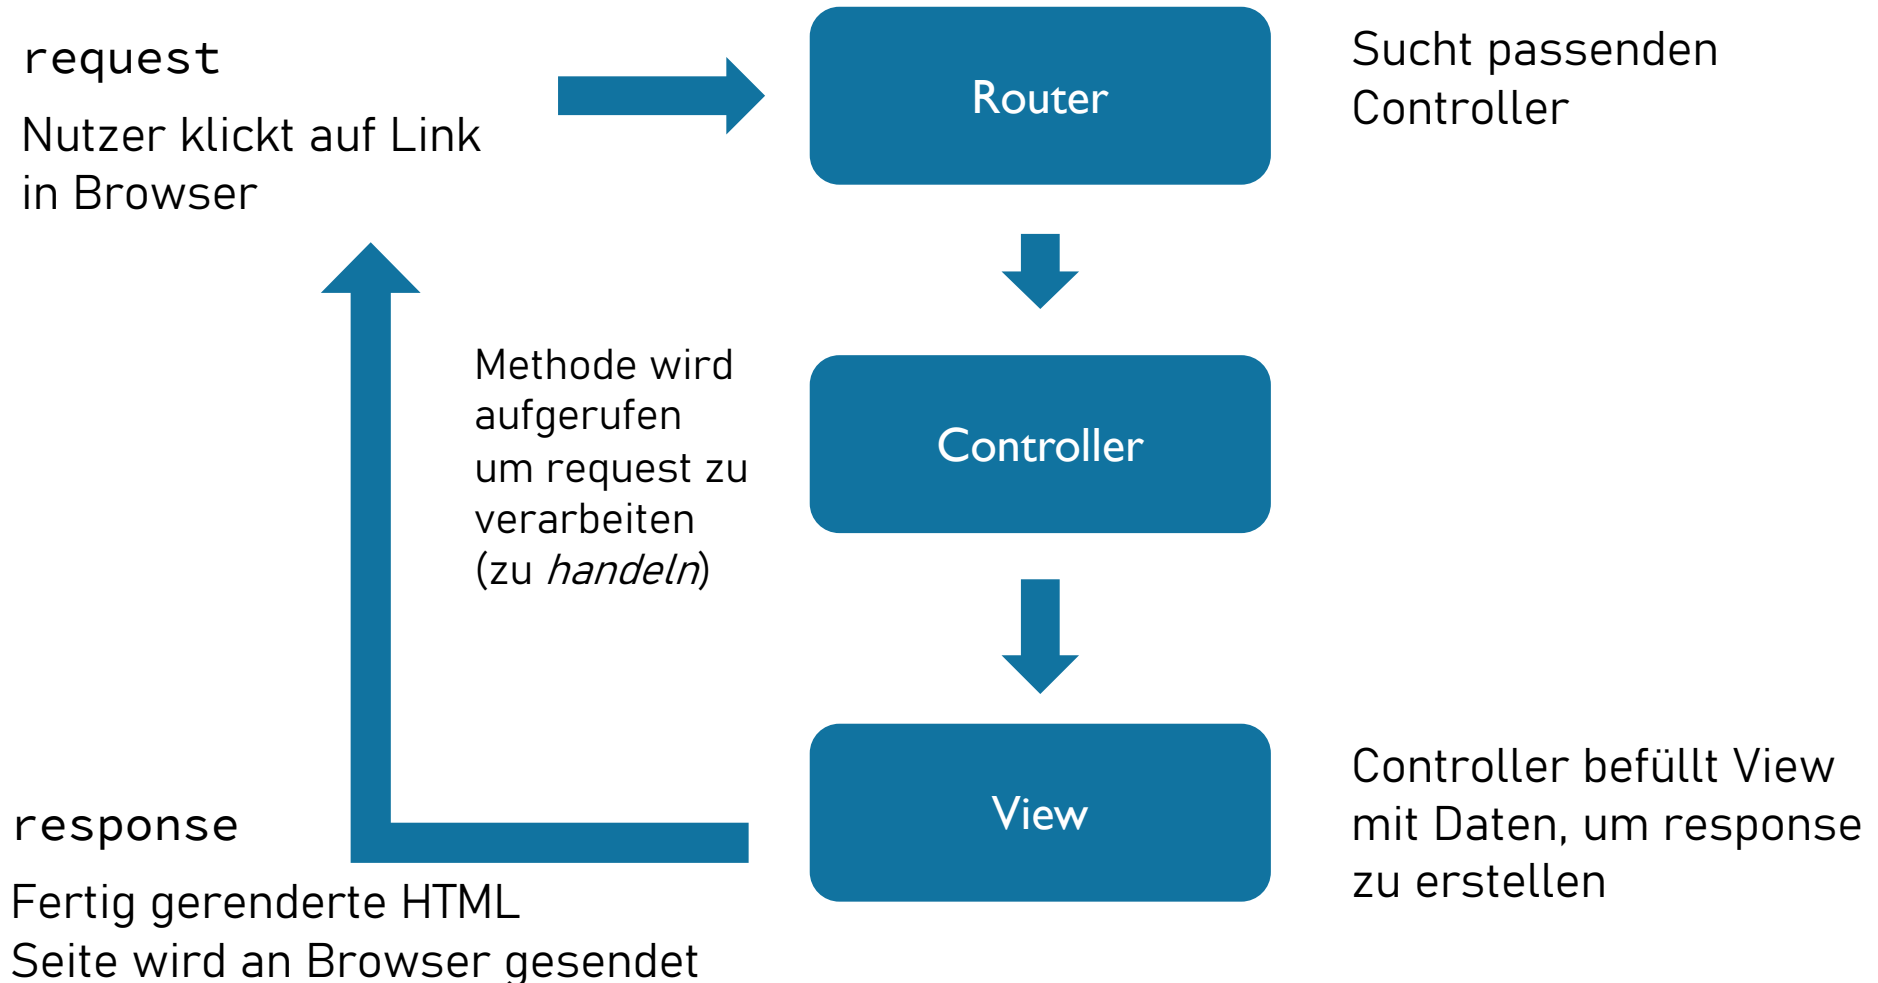 request
Nutzer klickt auf Link
in Browser
Router
Sucht passenden
Controller
Methode wird
aufgerufen
um request zu
verarbeiten
(zu handeln)
Controller
View
Controller befüllt View
mit Daten, um response
zu erstellen
response
Fertig gerenderte HTML
Seite wird an Browser gesendet